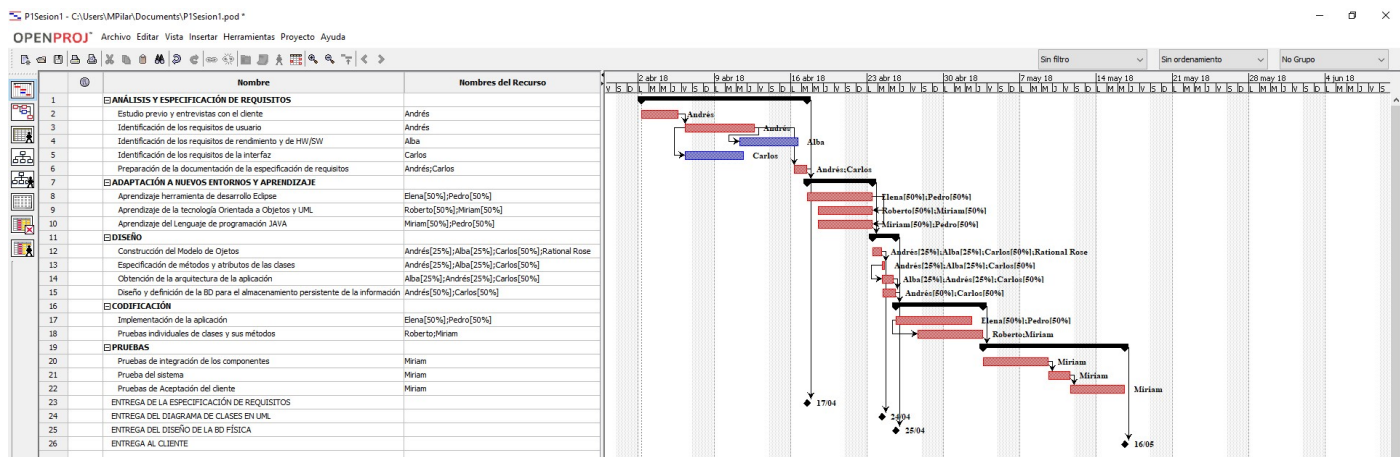 P1Sesion1 - C:\Users\MPilar\Documents\P1Sesion1.pod *
OPENPROJ Archivo Editar Vista Insertar Herramientas Proyecto Ayuda
Sin filtro Sin ordenamiento No Grupo
Nombre Nombres del Recurso
2 abr 18 9 abr 18 16 abr 18 23 abr 18 30 abr 18 7 may 18 14 may 18 21 may 18 28 may 18 4 jun 18
1 ANÁLISIS Y ESPECIFICACIÓN DE REQUISITOS
2 Estudio previo y entrevistas con el cliente Andrés Andrés
3 Identificación de los requisitos de usuario Andrés Andrés
4 Identificación de los requisitos de rendimiento y de HW/SW Alba Alba
5 Identificación de los requisitos de la interfaz Carlos Carlos
6 Preparación de la documentación de la especificación de requisitos Andrés;Carlos Andrés;Carlos
7 ADAPTACIÓN A NUEVOS ENTORNOS Y APRENDIZAJE
8 Aprendizaje herramienta de desarrollo Eclipse Elena[50%];Pedro[50%] Elena[50%];Pedro[50%]
9 Aprendizaje de la tecnología Orientada a Objetos y UML Roberto[50%];Miriam[50%] Roberto[50%];Miriam[50%]
10 Aprendizaje del Lenguaje de programación JAVA Miriam[50%];Pedro[50%] Miriam[50%];Pedro[50%]
11 DISEÑO
12 Construcción del Modelo de Ojetos Andrés[25%];Alba[25%];Carlos[50%];Rational Rose Andrés[25%];Alba[25%];Carlos[50%];Rational Rose
13 Especificación de métodos y atributos de las clases Andrés[25%];Alba[25%];Carlos[50%] Andrés[25%];Alba[25%];Carlos[50%]
14 Obtención de la arquitectura de la aplicación Alba[25%];Andrés[25%];Carlos[50%] Alba[25%];Andrés[25%];Carlos[50%]
15 Diseño y definición de la BD para el almacenamiento persistente de la información Andrés[50%];Carlos[50%] Andrés[50%];Carlos[50%]
16 CODIFICACIÓN
17 Implementación de la aplicación Elena[50%];Pedro[50%] Elena[50%];Pedro[50%]
18 Pruebas individuales de clases y sus métodos Roberto;Miriam Roberto;Miriam
19 PRUEBAS
20 Pruebas de integración de los componentes Miriam Miriam
21 Prueba del sistema Miriam Miriam
22 Pruebas de Aceptación del cliente Miriam Miriam
23 ENTREGA DE LA ESPECIFICACIÓN DE REQUISITOS 17/04
24 ENTREGA DEL DIAGRAMA DE CLASES EN UML 24/04
25 ENTREGA DEL DISEÑO DE LA BD FÍSICA 25/04
26 ENTREGA AL CLIENTE 16/05